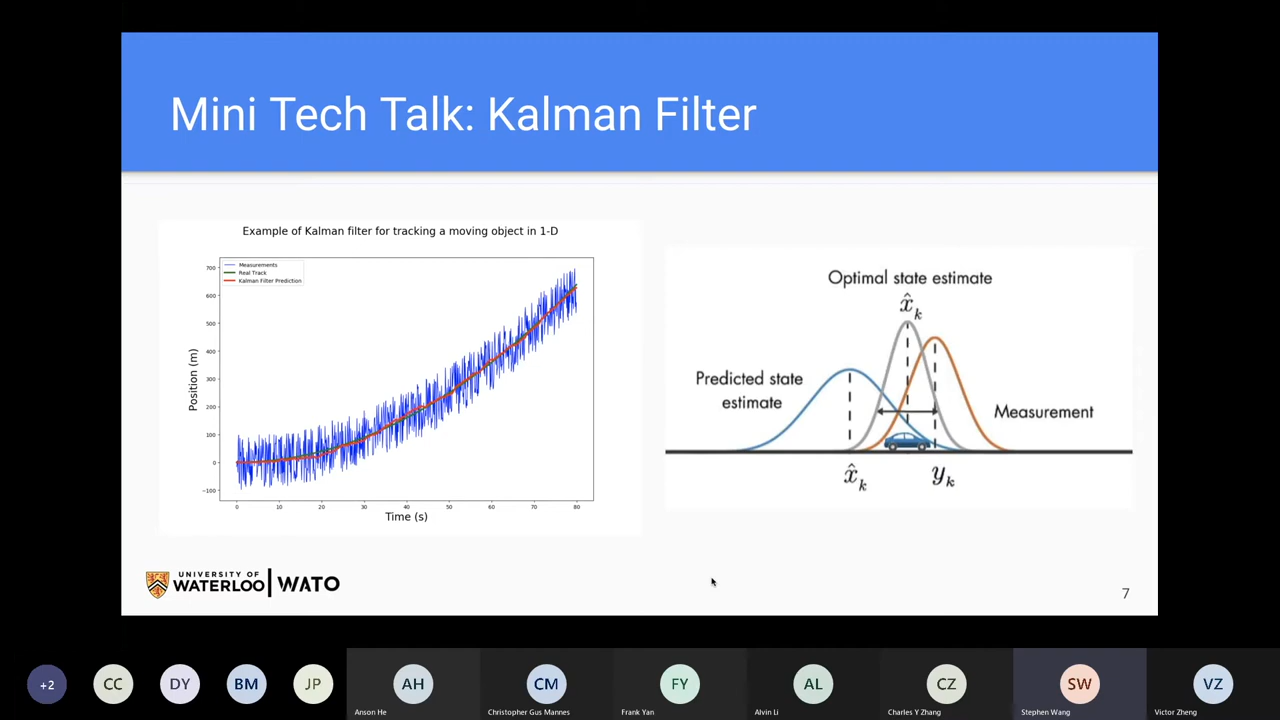 Mini Tech Talk: Kalman Filter
Example of Kalman filter for tracking a moving object in 1-D
Measurements
Real Track
Kalman Filter Prediction
700
600
500
400
300
200
100
0
−100
Position (m)
0 10 20 30 40 50 60 70 80
Time (s)
Optimal state estimate
x̂k
Predicted state
estimate
Measurement
x̂k
yk
UNIVERSITY OF
WATERLOO
WATO
7
+2
CC
DY
BM
JP
AH
CM
FY
AL
CZ
SW
VZ
Anson He
Christopher Gus Mannes
Frank Yan
Alvin Li
Charles Y Zhang
Stephen Wang
Victor Zheng